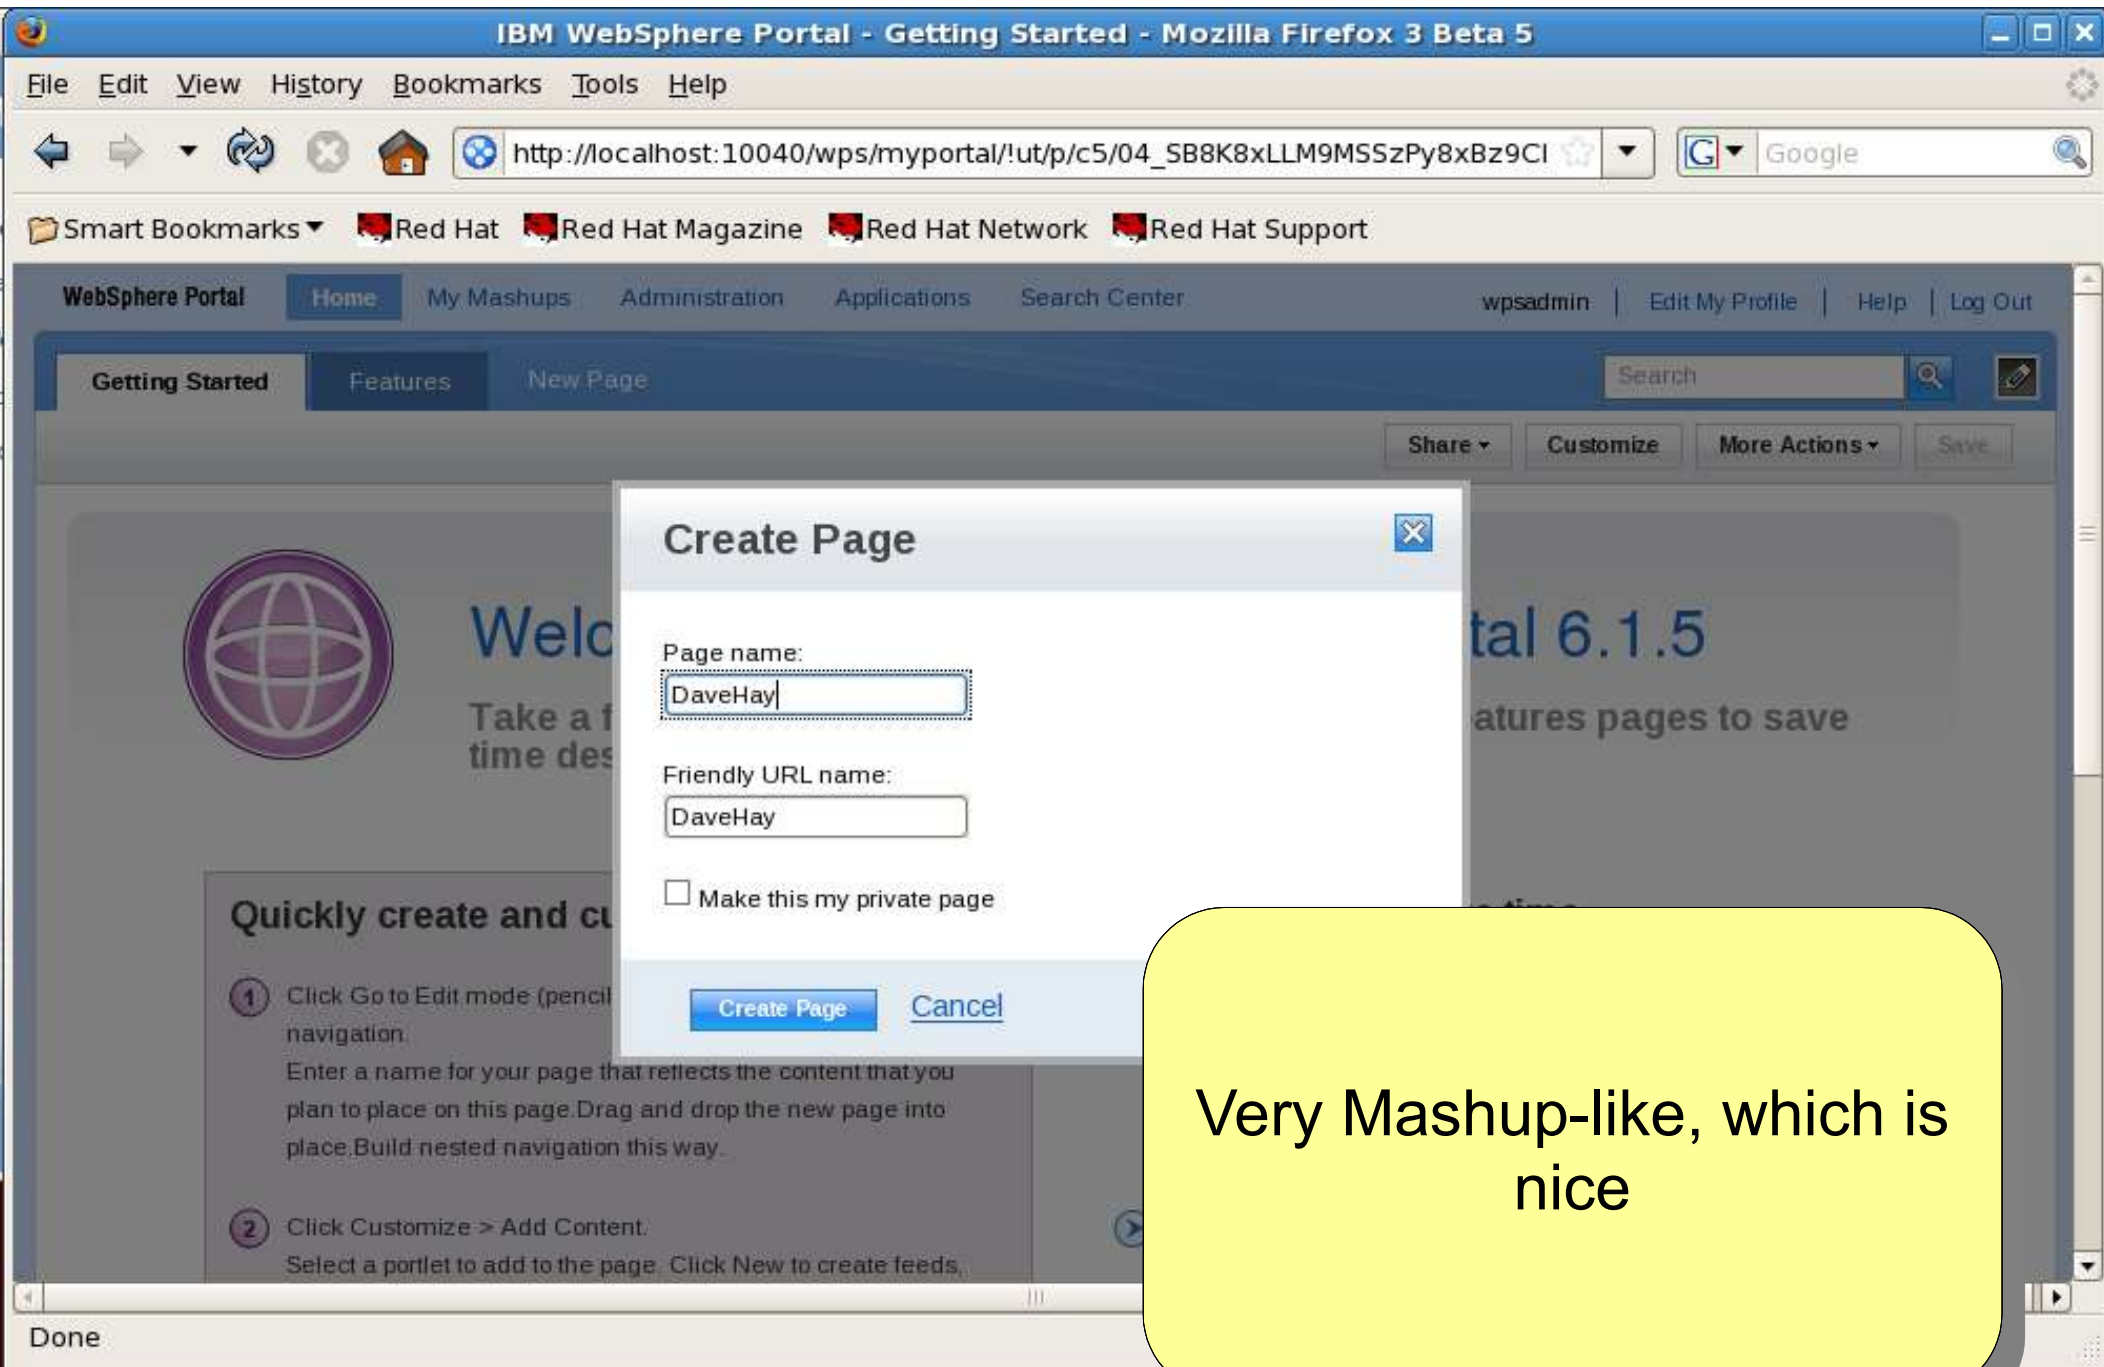 IBM WebSphere Portal - Getting Started - Mozilla Firefox 3 Beta 5
File Edit View History Bookmarks Tools Help
http://localhost:10040/wps/myportal/!ut/p/c5/04_SB8K8xLLM9MSSzPy8xBz9CI
Google
Smart Bookmarks Red Hat Red Hat Magazine Red Hat Network Red Hat Support
WebSphere Portal Home My Mashups Administration Applications Search Center wpsadmin | Edit My Profile | Help | Log Out
Getting Started Features New Page Search
Share Customize More Actions Save
Create Page
Welc tal 6.1.5
Page name:
DaveHay
Take a f atures pages to save
time des
Friendly URL name:
DaveHay
Make this my private page
Quickly create and cu
Create Page Cancel
1 Click Go to Edit mode (pencil
navigation.
Enter a name for your page that reflects the content that you
plan to place on this page.Drag and drop the new page into
place.Build nested navigation this way.
2 Click Customize > Add Content.
Select a portlet to add to the page. Click New to create feeds,
Very Mashup-like, which is
nice
Done